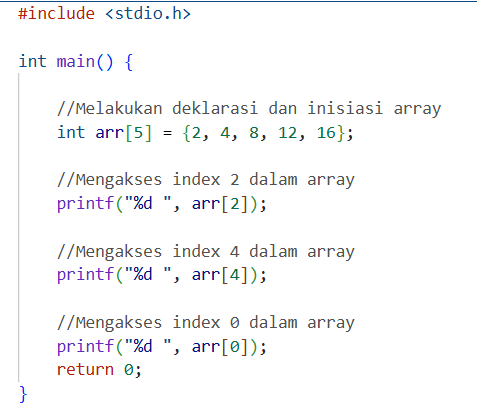 #include <stdio.h>
int main() {
//Melakukan deklarasi dan inisiasi array
int arr[5] = {2, 4, 8, 12, 16};
//Mengakses index 2 dalam array
printf("%d ", arr[2]);
//Mengakses index 4 dalam array
printf("%d ", arr[4]);
//Mengakses index 0 dalam array
printf("%d ", arr[0]);
return 0;
}